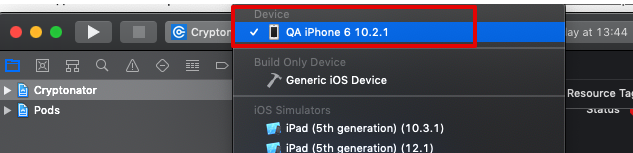 Device
Crypton
✓ QA iPhone 6 10.2.1
ay at 13:44
Build Only Device
Generic iOS Device
Cryptonator
Resource Tag
Pods
Status
iOS Simulators
iPad (5th generation) (10.3.1)
iPad (5th generation) (12.1)